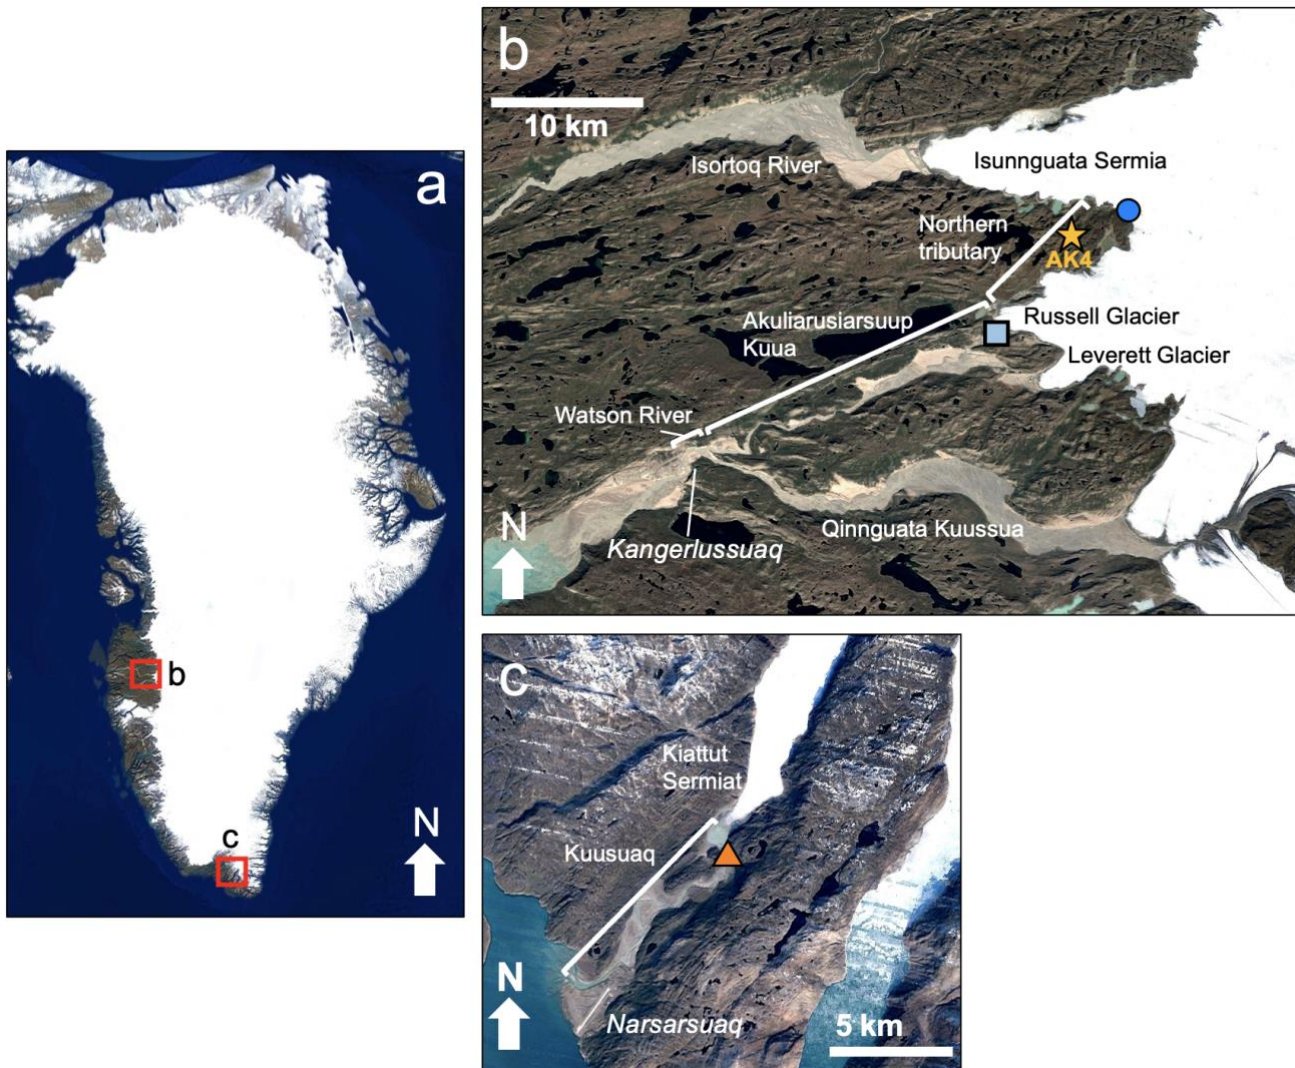 a
b
c
N
b
10 km
Isortoq River
Isunnguata Sermia
Northern
tributary
AK4
Akuliarusiarsuup
Kuua
Russell Glacier
Leverett Glacier
Watson River
Qinnguata Kuussua
Kangerlussuaq
N
c
Kiattut
Sermiat
Kuusuaq
N
Narsarsuaq
5 km